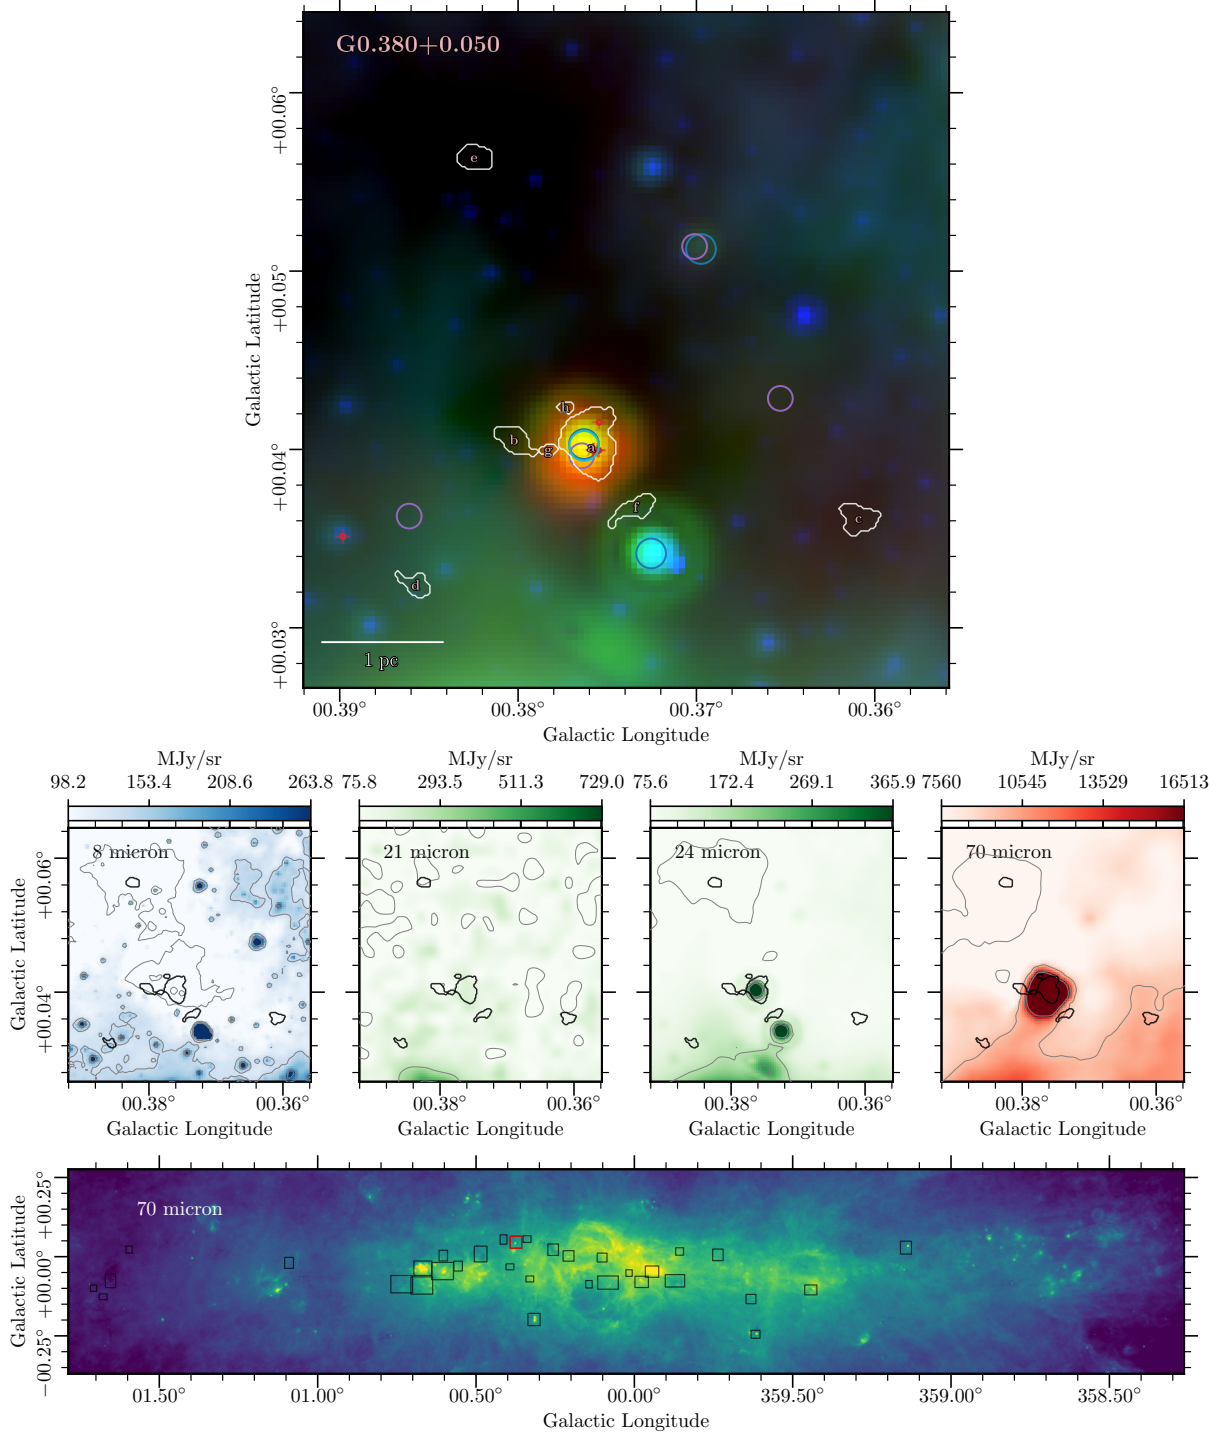 G0.380+0.050
+00.06°
+00.05°
+00.04°
+00.03°
Galactic Latitude
e
h
b
g
a
f
c
d
1 pc
00.39°
00.38°
00.37°
00.36°
Galactic Longitude
MJy/sr
MJy/sr
MJy/sr
MJy/sr
98.2
153.4
208.6
263.8
75.8
293.5
511.3
729.0
75.6
172.4
269.1
365.9
7560
10545
13529
16513
8 micron
21 micron
24 micron
70 micron
+00.06°
+00.04°
Galactic Latitude
00.38°
00.36°
00.38°
00.36°
00.38°
00.36°
00.38°
00.36°
Galactic Longitude
Galactic Longitude
Galactic Longitude
Galactic Longitude
70 micron
+00.25°
+00.00°
−00.25°
Galactic Latitude
01.50°
01.00°
00.50°
00.00°
359.50°
359.00°
358.50°
Galactic Longitude